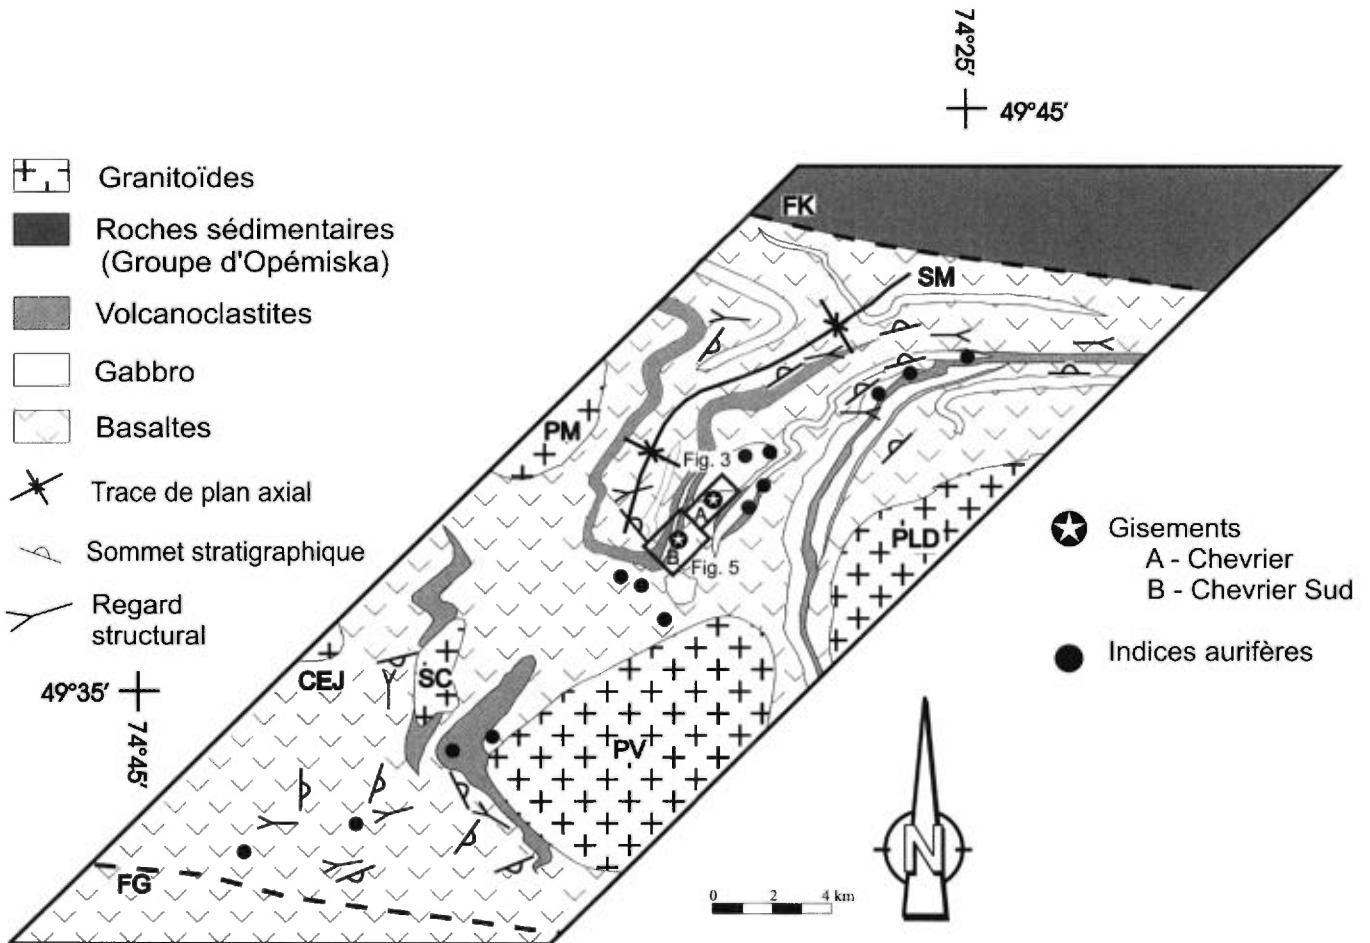 74°25'
49°45'
Granitoïdes
Roches sédimentaires
(Groupe d'Opémiska)
Volcanoclastites
Gabbro
Basaltes
Trace de plan axial
Sommet stratigraphique
Regard
structural
FK
SM
PM
Fig. 3
A
B
Fig. 5
PLD
Gisements
A - Chevrier
B - Chevrier Sud
Indices aurifères
CEJ
SC
49°35'
74°45'
PV
FG
0 2 4 km
N